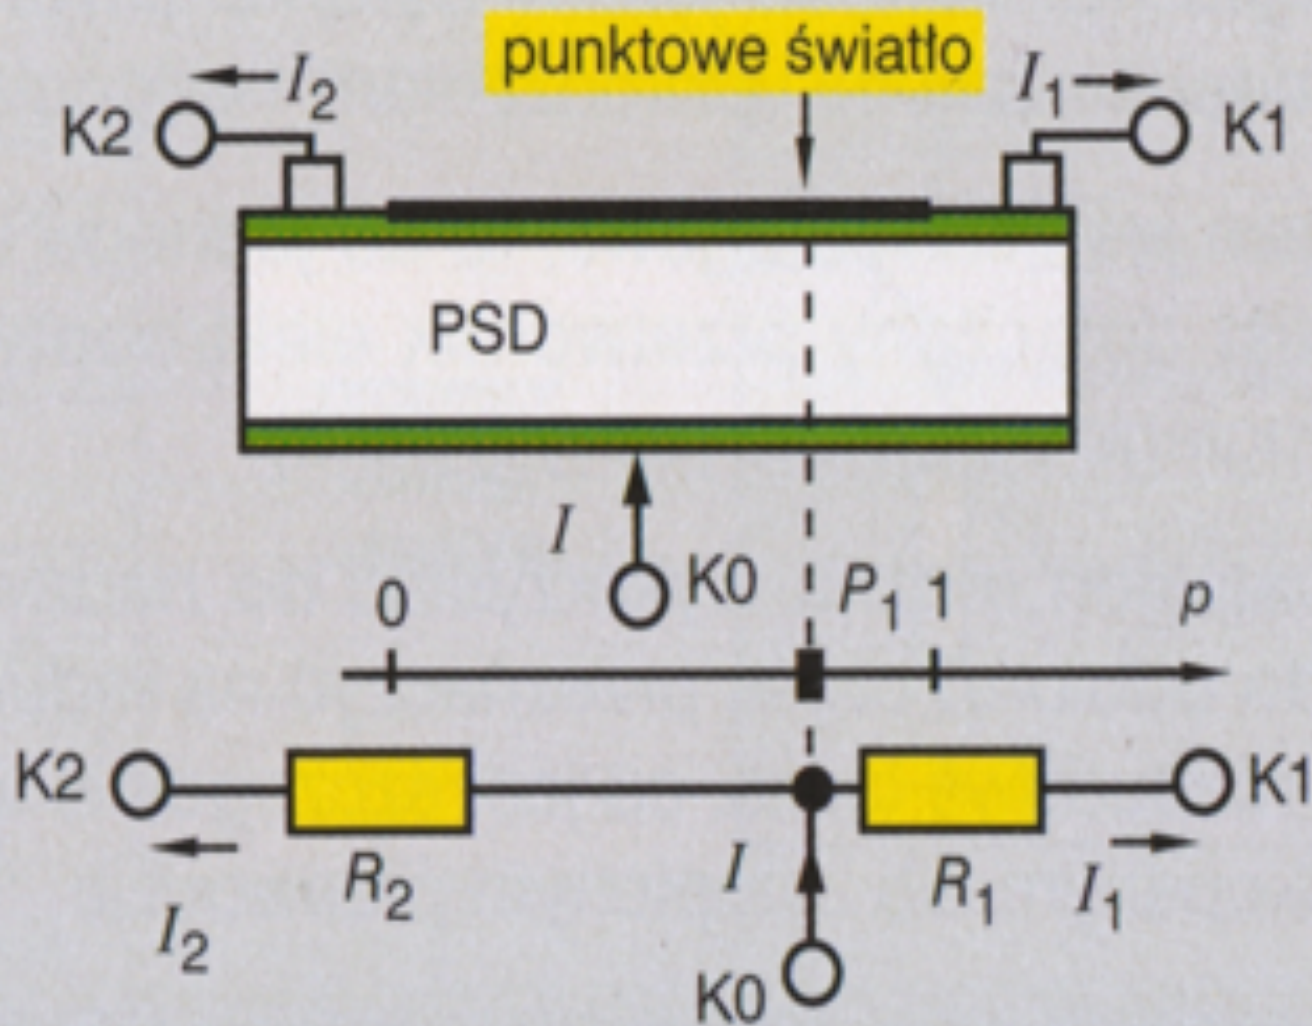 punktowe światło
K2 I2 I1 K1
PSD
I K0
0 P1 1 p
K2 K1
I2 R2 I R1 I1
K0